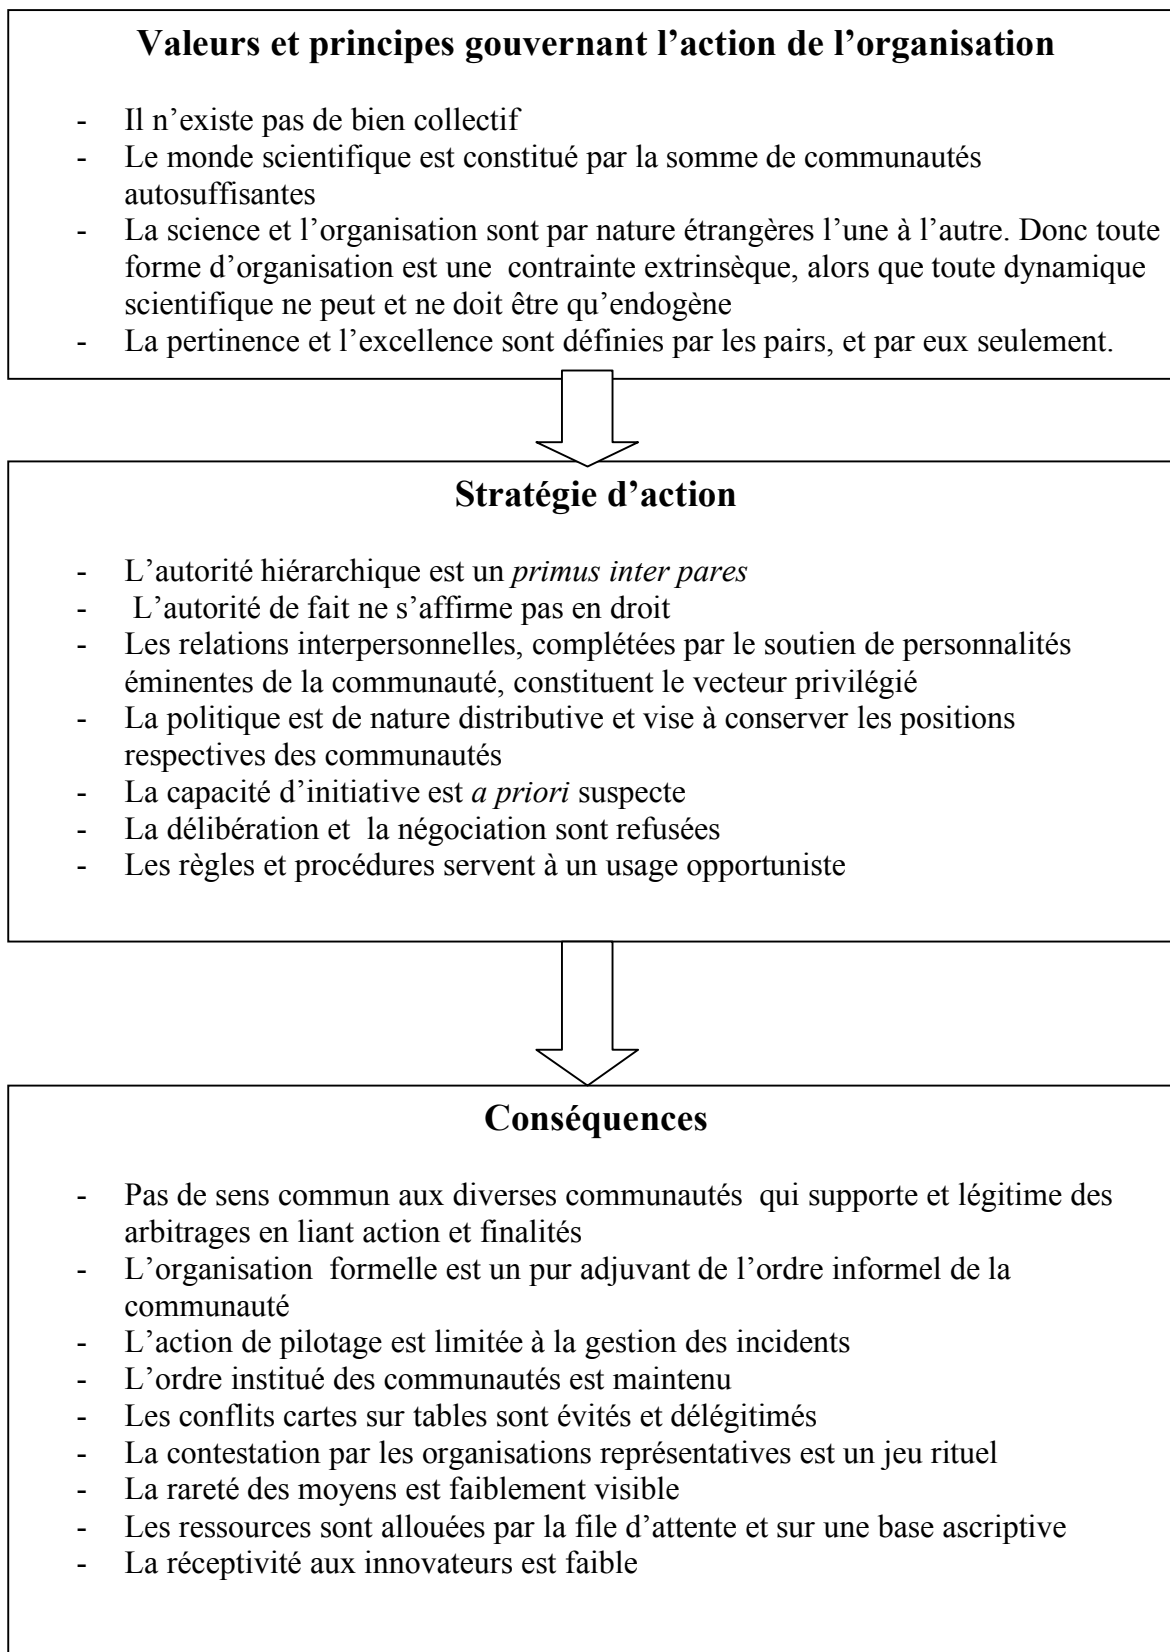 Valeurs et principes gouvernant l’action de l’organisation
- Il n’existe pas de bien collectif
- Le monde scientifique est constitué par la somme de communautés
autosuffisantes
- La science et l’organisation sont par nature étrangères l’une à l’autre. Donc toute
forme d’organisation est une contrainte extrinsèque, alors que toute dynamique
scientifique ne peut et ne doit être qu’endogène
- La pertinence et l’excellence sont définies par les pairs, et par eux seulement.
Stratégie d’action
- L’autorité hiérarchique est un primus inter pares
- L’autorité de fait ne s’affirme pas en droit
- Les relations interpersonnelles, complétées par le soutien de personnalités
éminentes de la communauté, constituent le vecteur privilégié
- La politique est de nature distributive et vise à conserver les positions
respectives des communautés
- La capacité d’initiative est a priori suspecte
- La délibération et la négociation sont refusées
- Les règles et procédures servent à un usage opportuniste
Conséquences
- Pas de sens commun aux diverses communautés qui supporte et légitime des
arbitrages en liant action et finalités
- L’organisation formelle est un pur adjuvant de l’ordre informel de la
communauté
- L’action de pilotage est limitée à la gestion des incidents
- L’ordre institué des communautés est maintenu
- Les conflits cartes sur tables sont évités et délégitimés
- La contestation par les organisations représentatives est un jeu rituel
- La rareté des moyens est faiblement visible
- Les ressources sont allouées par la file d’attente et sur une base ascriptive
- La réceptivité aux innovateurs est faible